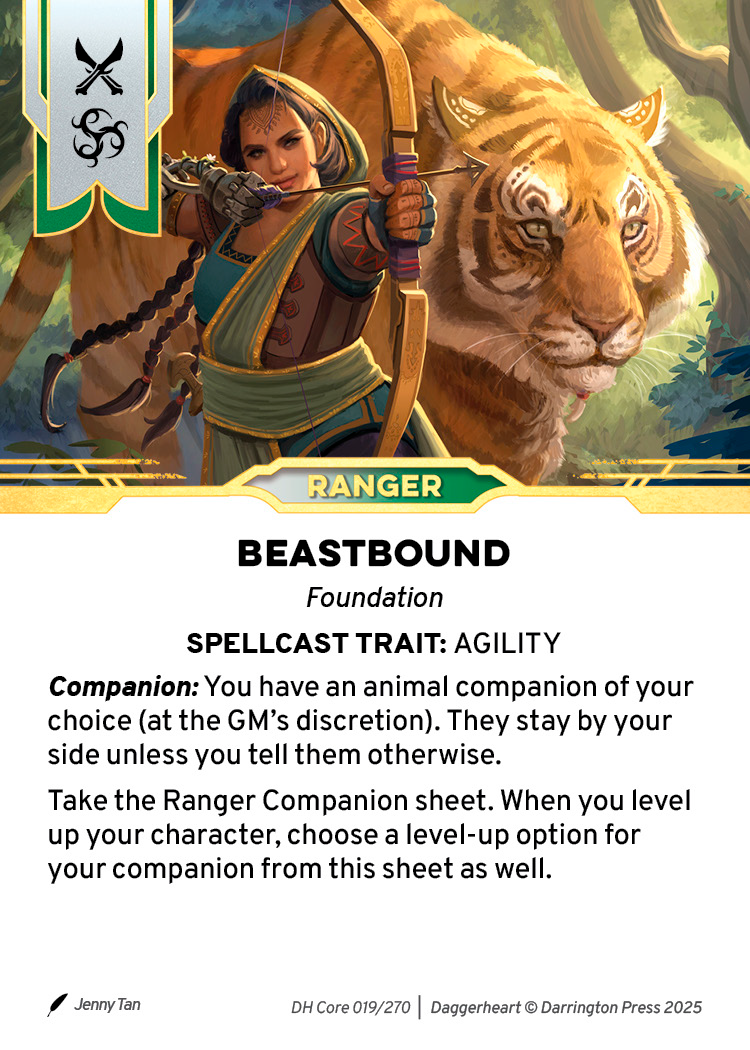 RANGER
BEASTBOUND
Foundation
SPELLCAST TRAIT: AGILITY
Companion: You have an animal companion of your
choice (at the GM's discretion). They stay by your
side unless you tell them otherwise.
Take the Ranger Companion sheet. When you level
up your character, choose a level-up option for
your companion from this sheet as well.
Jenny Tan
DH Core 019/270 | Daggerheart © Darrington Press 2025